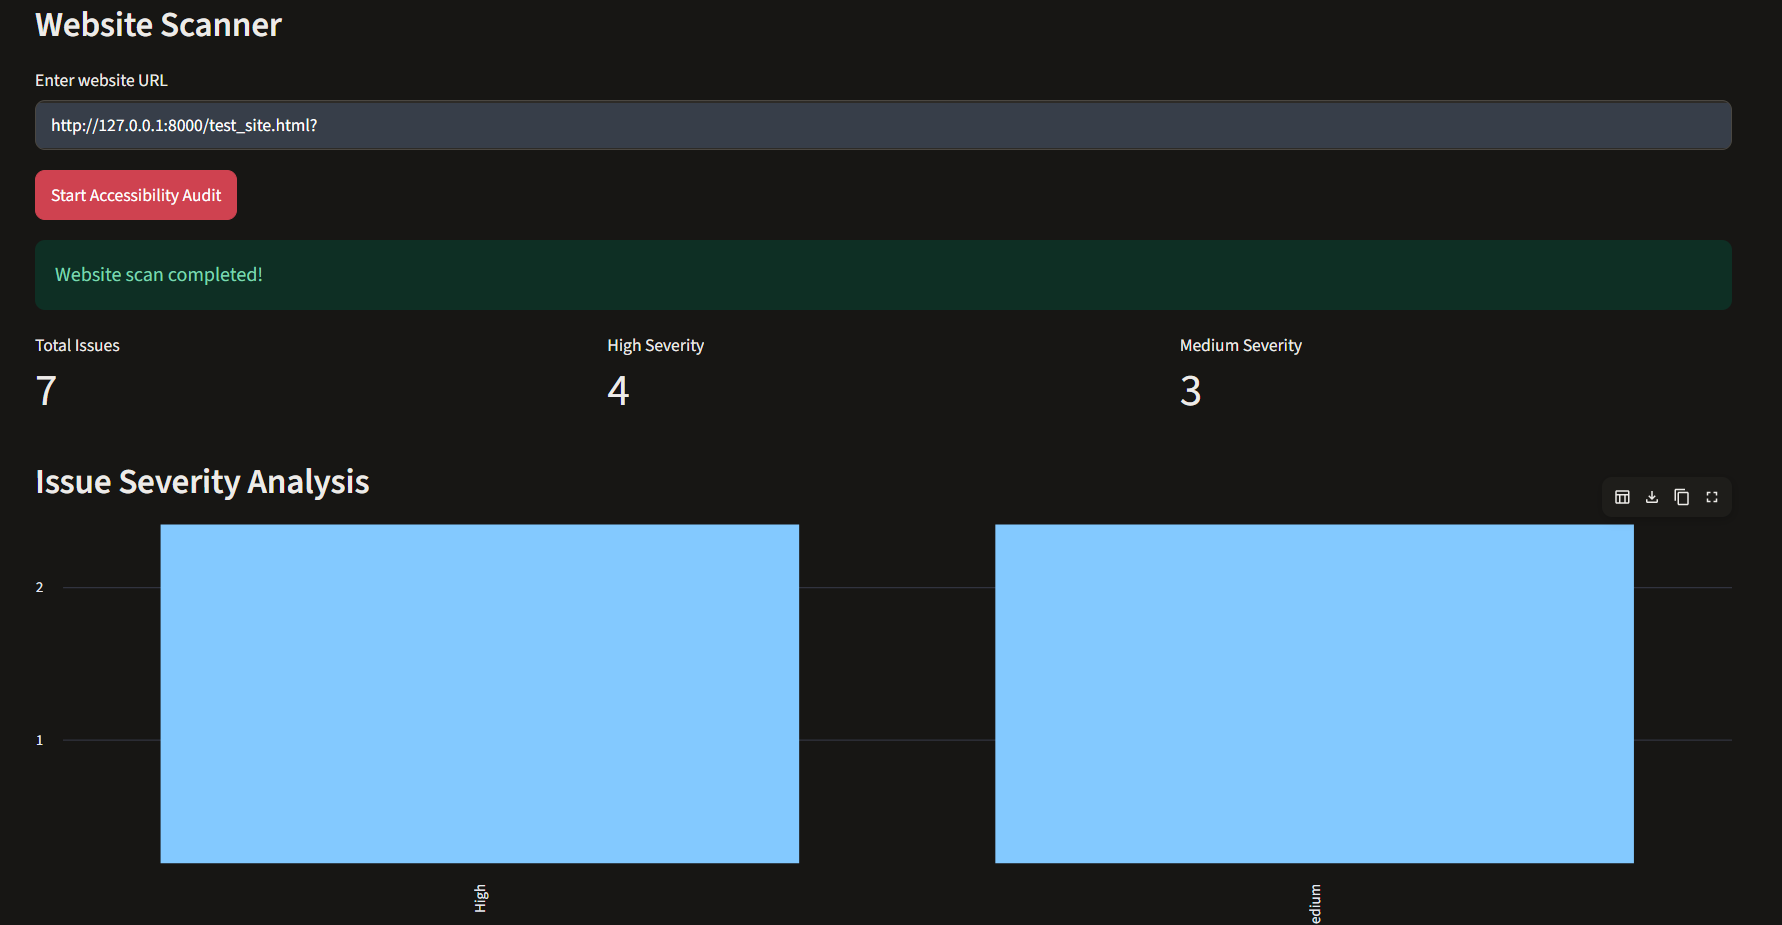 Website Scanner
Enter website URL
http://127.0.0.1:8000/test_site.html?
Start Accessibility Audit
Website scan completed!
Total Issues
7
High Severity
4
Medium Severity
3
Issue Severity Analysis
2
1
High
edium